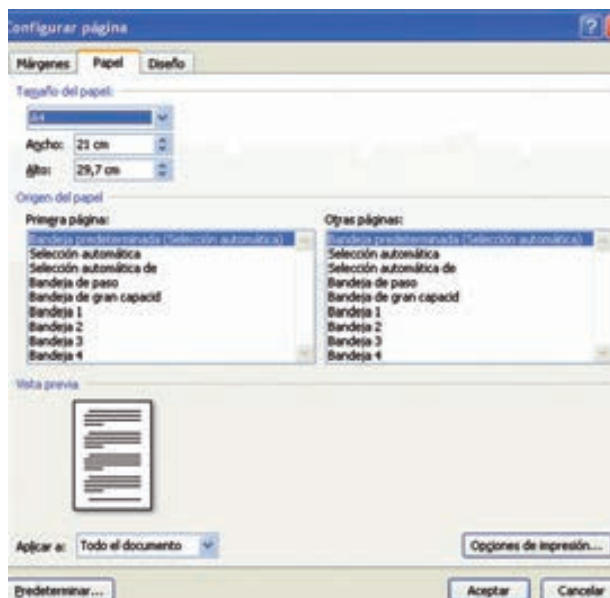 Configurar página
Márgenes Papel Diseño
Tamaño del papel:
A4
Ancho: 21 cm
Alto: 29,7 cm
Origen del papel
Primera página: Otras páginas:
Bandeja predeterminada (Selección automática) Bandeja predeterminada (Selección automática)
Selección automática Selección automática
Selección automática de Selección automática de
Bandeja de paso Bandeja de paso
Bandeja de gran capacid Bandeja de gran capacid
Bandeja 1 Bandeja 1
Bandeja 2 Bandeja 2
Bandeja 3 Bandeja 3
Bandeja 4 Bandeja 4
Vista previa
Aplicar a: Todo el documento Opciones de impresión...
Predeterminar... Aceptar Cancelar